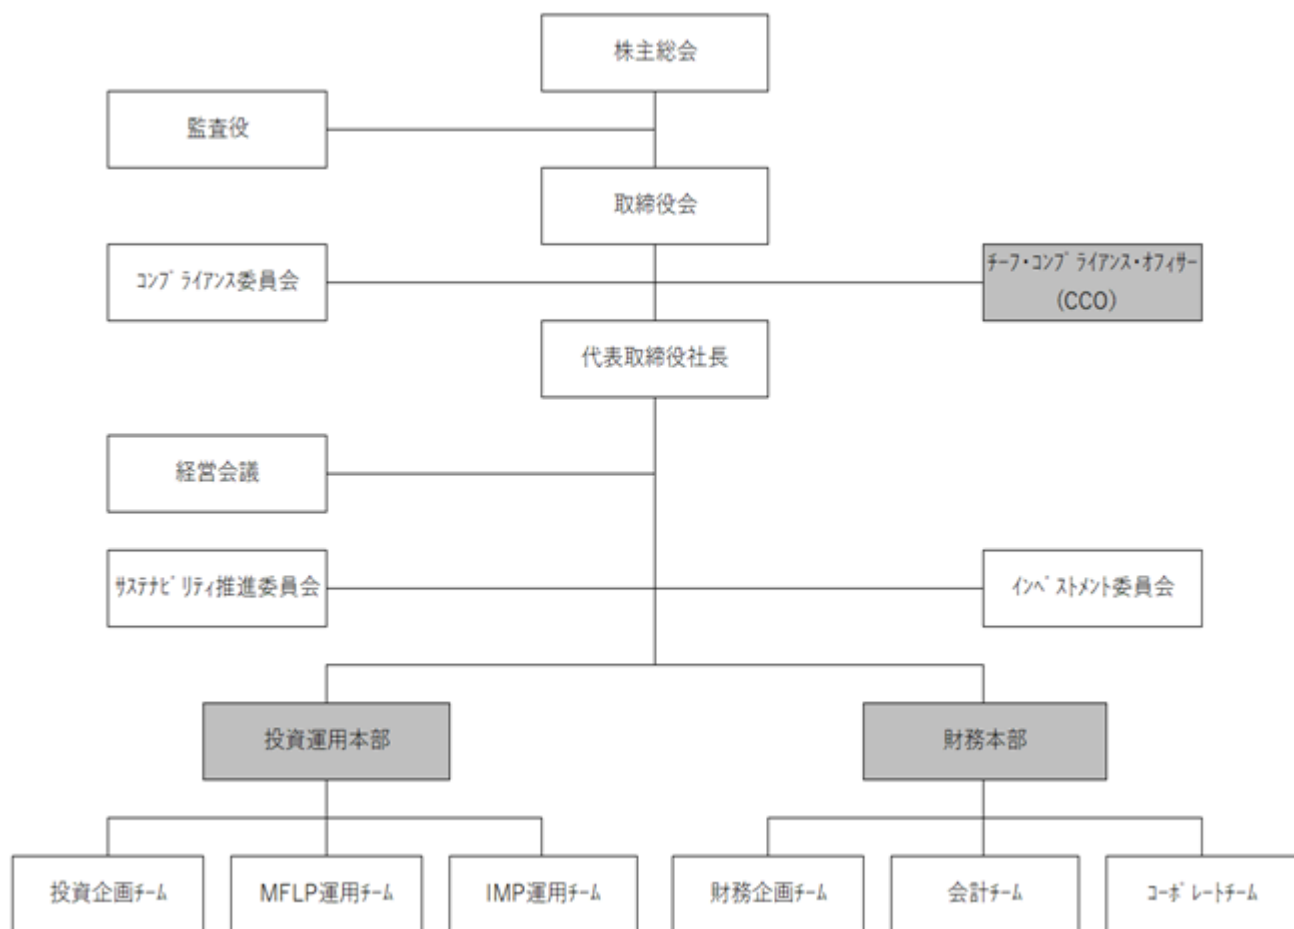 株主総会
監査役
取締役会
ｺﾝﾌﾟﾗｲｱﾝｽ委員会
ﾁｰﾌ･ｺﾝﾌﾟﾗｲｱﾝｽ･ｵﾌｨｻｰ
(CCO)
代表取締役社長
経営会議
ｻｽﾃﾅﾋﾞﾘﾃｨ推進委員会
ｲﾝﾍﾞｽﾄﾒﾝﾄ委員会
投資運用本部
財務本部
投資企画ﾁｰﾑ
MFLP運用ﾁｰﾑ
IMP運用ﾁｰﾑ
財務企画ﾁｰﾑ
会計ﾁｰﾑ
ｺｰﾎﾟﾚｰﾄﾁｰﾑ